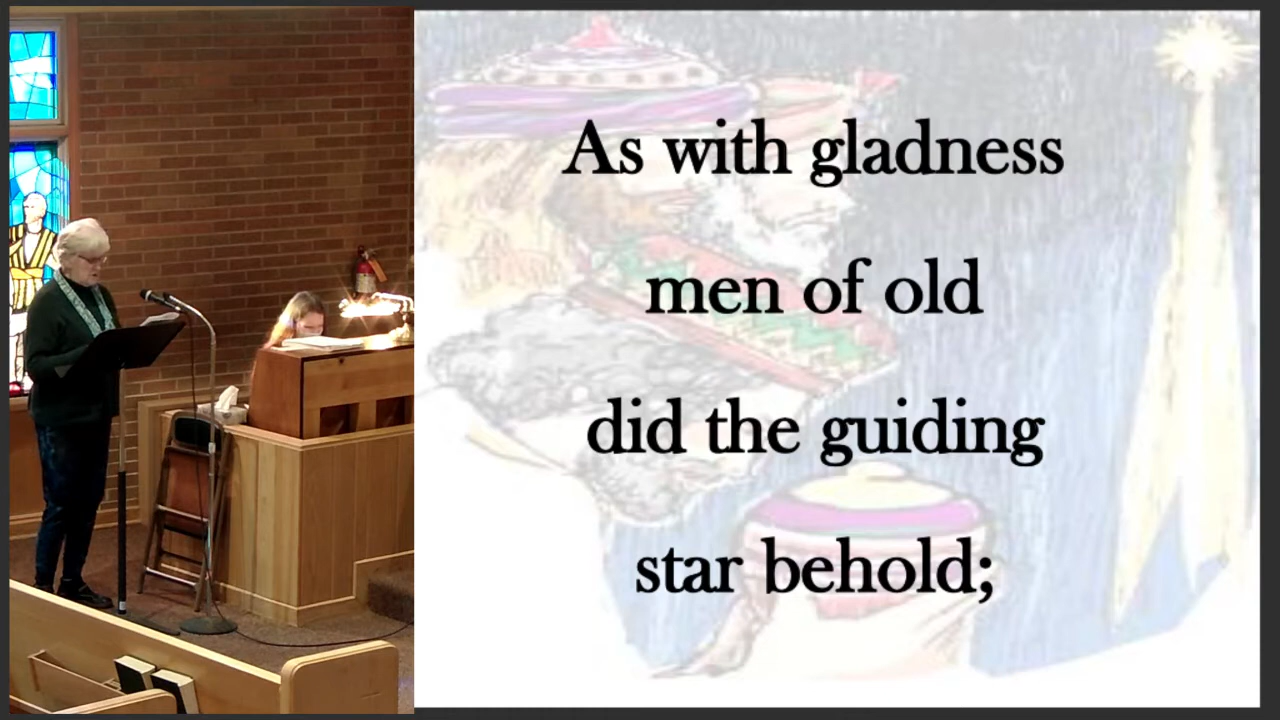 As with gladness
men of old
did the guiding
star behold;